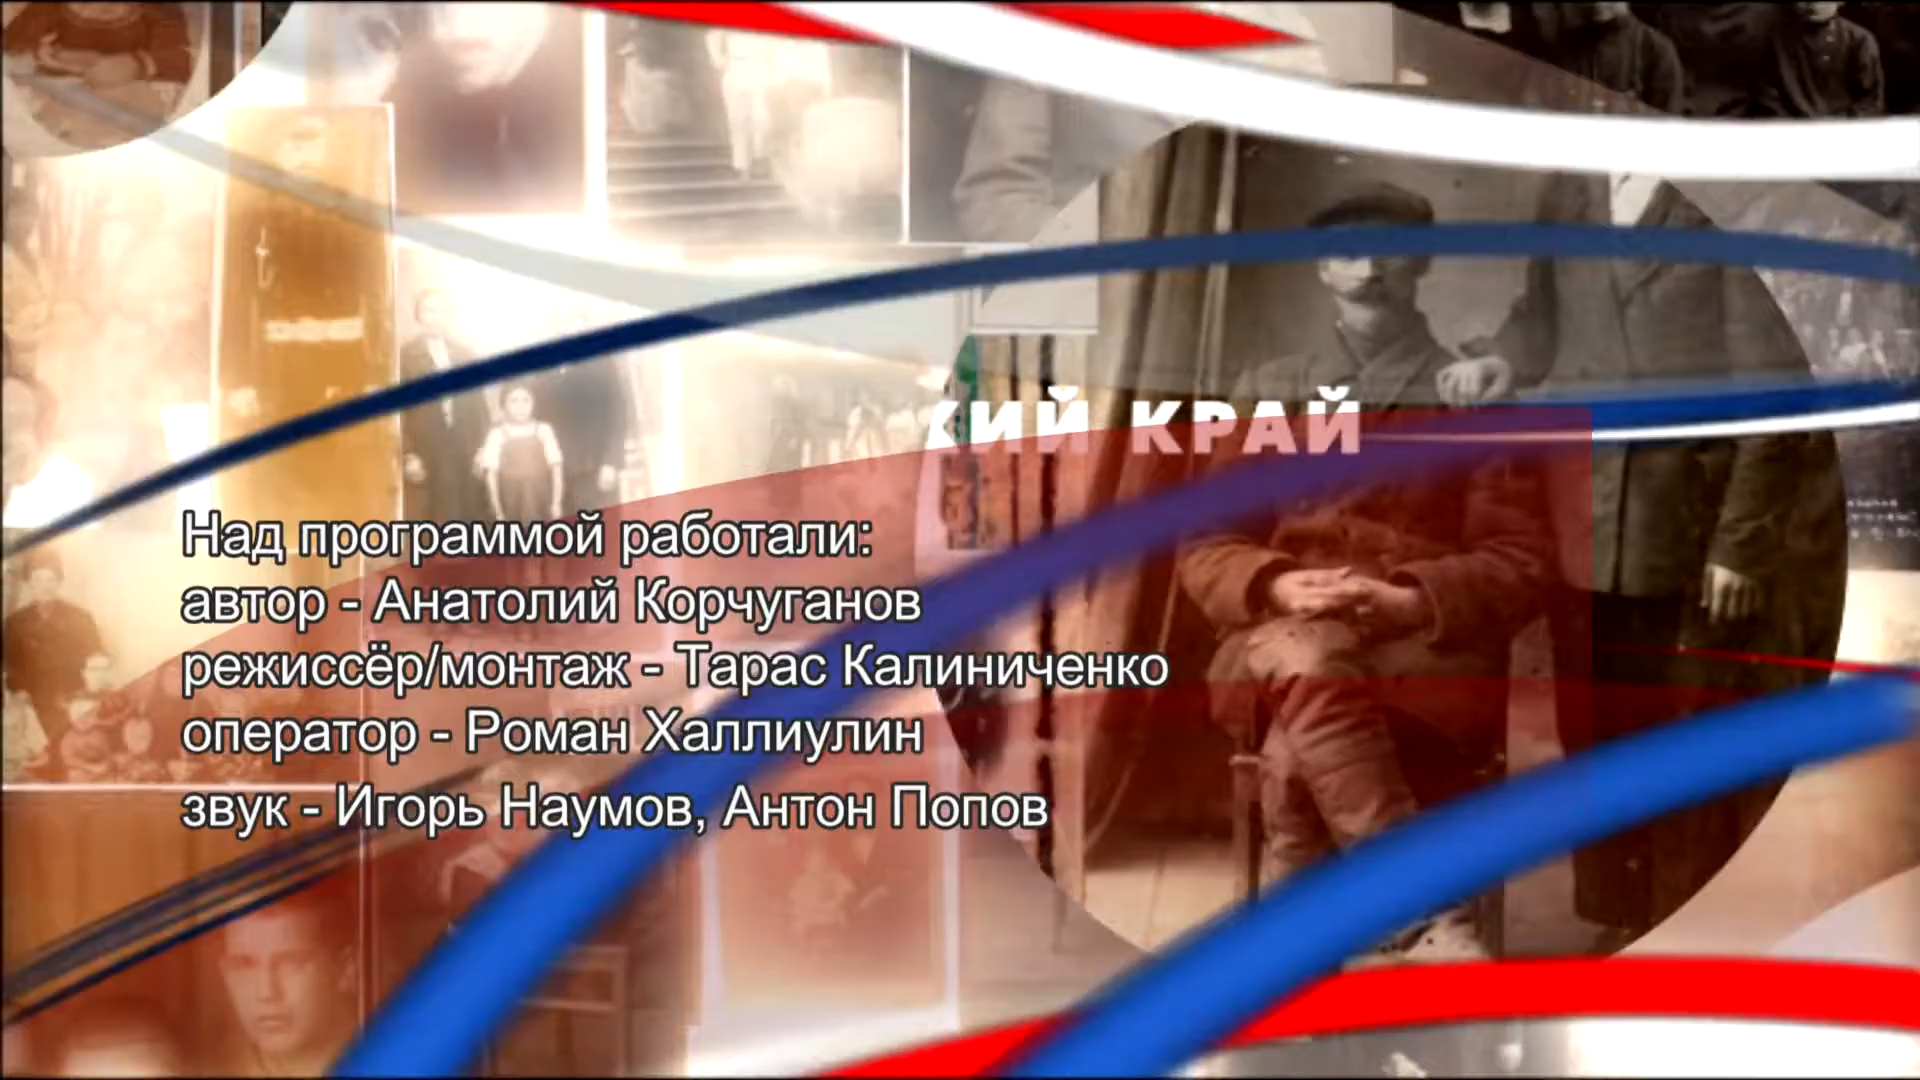 КИЙ КРАЙ
Над программой работали:
автор - Анатолий Корчуганов
режиссёр/монтаж - Тарас Калиниченко
оператор - Роман Халлиулин
звук - Игорь Наумов, Антон Попов